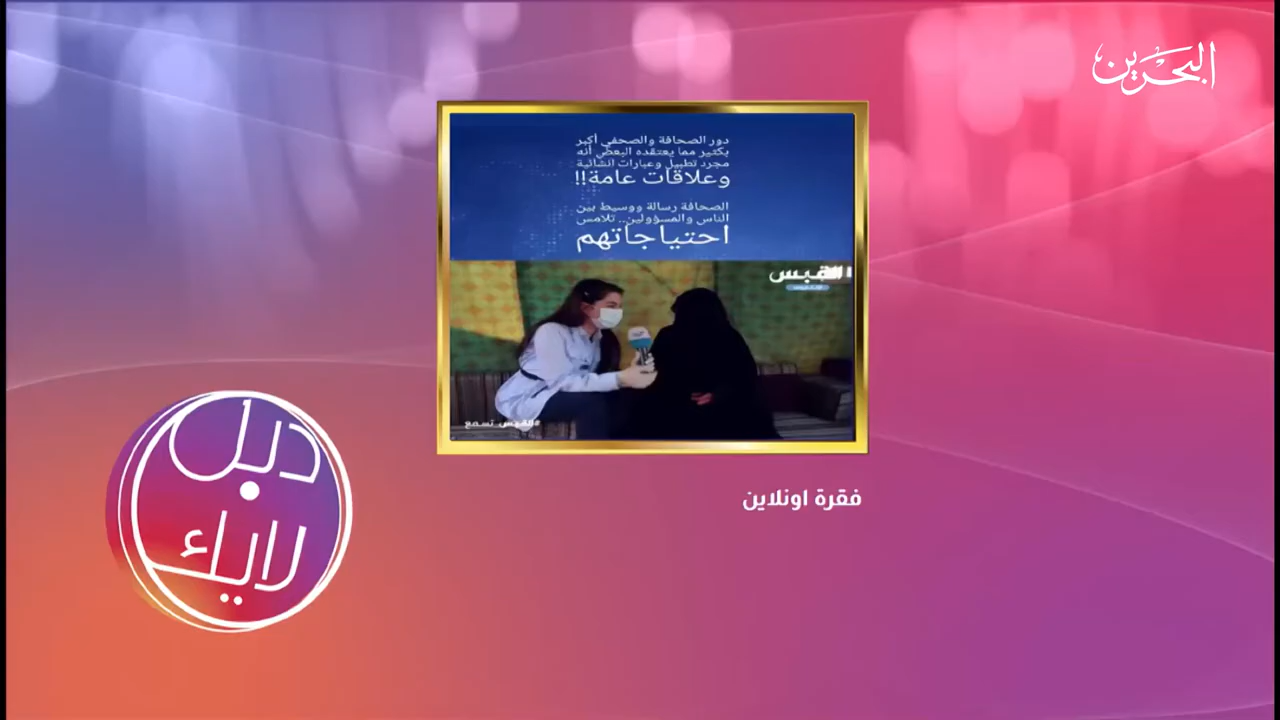 البحرين
دور الصحافة والصحفي أكبر
بكثير مما يعتقده البعض أنه
مجرد تطبيل وعبارات انشائية
وعلاقات عامة!!
الصحافة رسالة ووسيط بين
الناس والمسؤولين.. تلامس
احتياجاتهم
القبس
#القبس_تسمع
فقرة اونلاين
دبل
لايك